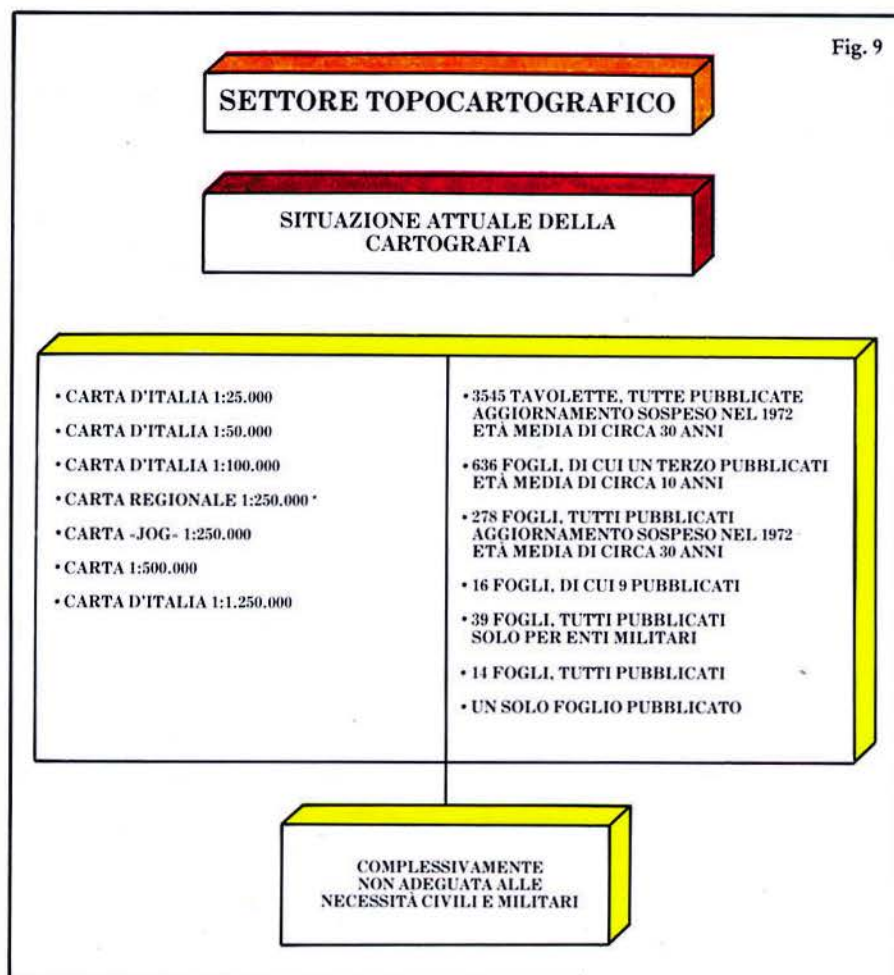 Fig. 9
SETTORE TOPOCARTOGRAFICO
SITUAZIONE ATTUALE DELLA
CARTOGRAFIA
• CARTA D'ITALIA 1:25.000
• CARTA D'ITALIA 1:50.000
• CARTA D'ITALIA 1:100.000
• CARTA REGIONALE 1:250.000
• CARTA «JOG» 1:250.000
• CARTA 1:500.000
• CARTA D'ITALIA 1:1.250.000
• 3545 TAVOLETTE, TUTTE PUBBLICATE
AGGIORNAMENTO SOSPESO NEL 1972
ETÀ MEDIA DI CIRCA 30 ANNI
• 636 FOGLI, DI CUI UN TERZO PUBBLICATI
ETÀ MEDIA DI CIRCA 10 ANNI
• 278 FOGLI, TUTTI PUBBLICATI
AGGIORNAMENTO SOSPESO NEL 1972
ETÀ MEDIA DI CIRCA 30 ANNI
• 16 FOGLI, DI CUI 9 PUBBLICATI
• 39 FOGLI, TUTTI PUBBLICATI
SOLO PER ENTI MILITARI
• 14 FOGLI, TUTTI PUBBLICATI
• UN SOLO FOGLIO PUBBLICATO
COMPLESSIVAMENTE
NON ADEGUATA ALLE
NECESSITÀ CIVILI E MILITARI